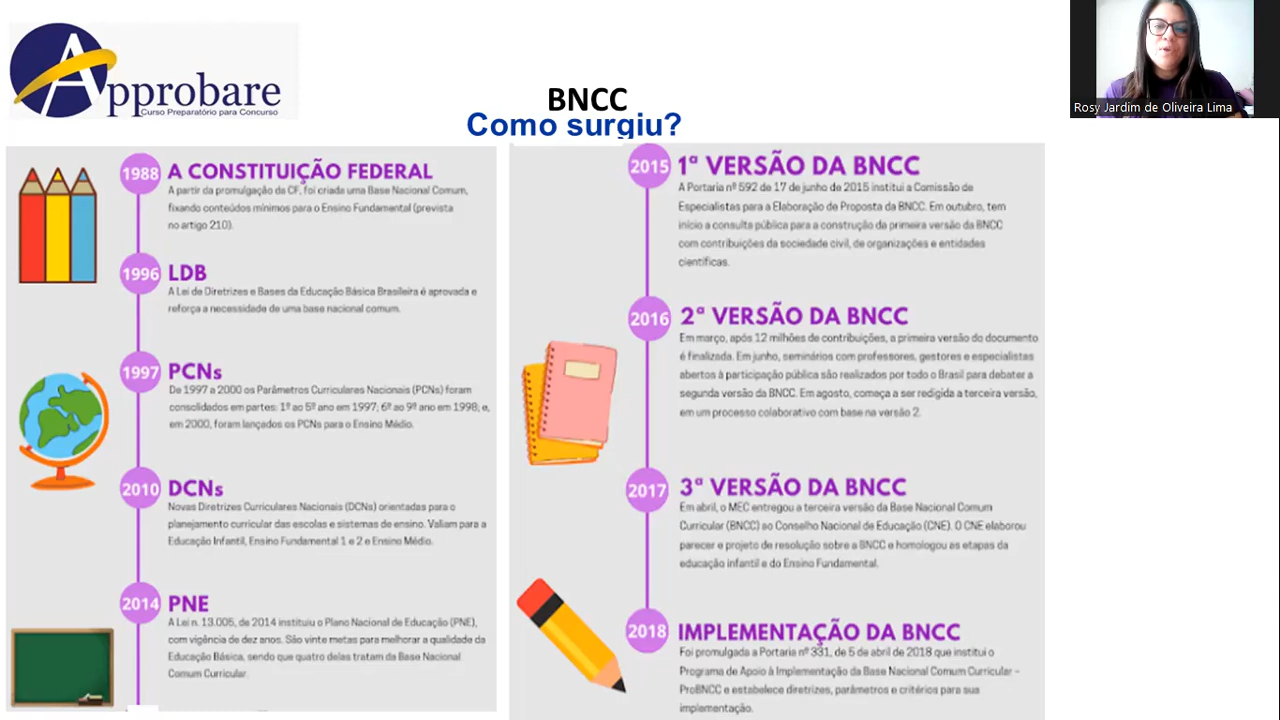 Approbare
Curso Preparatório para Concurso
BNCC
Como surgiu?
Rosy Jardim de Oliveira Lima
1988 A CONSTITUIÇÃO FEDERAL
A partir da promulgação da CF, foi criada uma Base Nacional Comum,
fixando conteúdos mínimos para o Ensino Fundamental (prevista
no artigo 210).
1996 LDB
A Lei de Diretrizes e Bases da Educação Básica Brasileira é aprovada e
reforça a necessidade de uma base nacional comum.
1997 PCNs
De 1997 a 2000 os Parâmetros Curriculares Nacionais (PCNs) foram
consolidados em partes: 1º ao 5º ano em 1997; 6º ao 9º ano em 1998; e,
em 2000, foram lançados os PCNs para o Ensino Médio.
2010 DCNs
Novas Diretrizes Curriculares Nacionais (DCNs) orientadas para o
planejamento curricular das escolas e sistemas de ensino. Valiam para a
Educação Infantil, Ensino Fundamental 1 e 2 e Ensino Médio.
2014 PNE
A Lei n. 13.005, de 2014 instituiu o Plano Nacional de Educação (PNE),
com vigência de dez anos. São vinte metas para melhorar a qualidade da
Educação Básica, sendo que quatro delas tratam da Base Nacional
Comum Curricular.
2015 1ª VERSÃO DA BNCC
A Portaria nº 592 de 17 de junho de 2015 institui a Comissão de
Especialistas para a Elaboração de Proposta da BNCC. Em outubro, tem
início a consulta pública para a construção da primeira versão da BNCC
com contribuições da sociedade civil, de organizações e entidades
científicas.
2016 2ª VERSÃO DA BNCC
Em março, após 12 milhões de contribuições, a primeira versão do documento
é finalizada. Em junho, seminários com professores, gestores e especialistas
abertos à participação pública são realizados por todo o Brasil para debater a
segunda versão da BNCC. Em agosto, começa a ser redigida a terceira versão,
em um processo colaborativo com base na versão 2.
2017 3ª VERSÃO DA BNCC
Em abril, o MEC entregou a terceira versão da Base Nacional Comum
Curricular (BNCC) ao Conselho Nacional de Educação (CNE). O CNE elaborou
parecer e projeto de resolução sobre a BNCC e homologou as etapas da
educação infantil e do Ensino Fundamental.
2018 IMPLEMENTAÇÃO DA BNCC
Foi promulgada a Portaria nº 331, de 5 de abril de 2018 que institui o
Programa de Apoio à Implementação da Base Nacional Comum Curricular –
ProBNCC e estabelece diretrizes, parâmetros e critérios para sua
implementação.